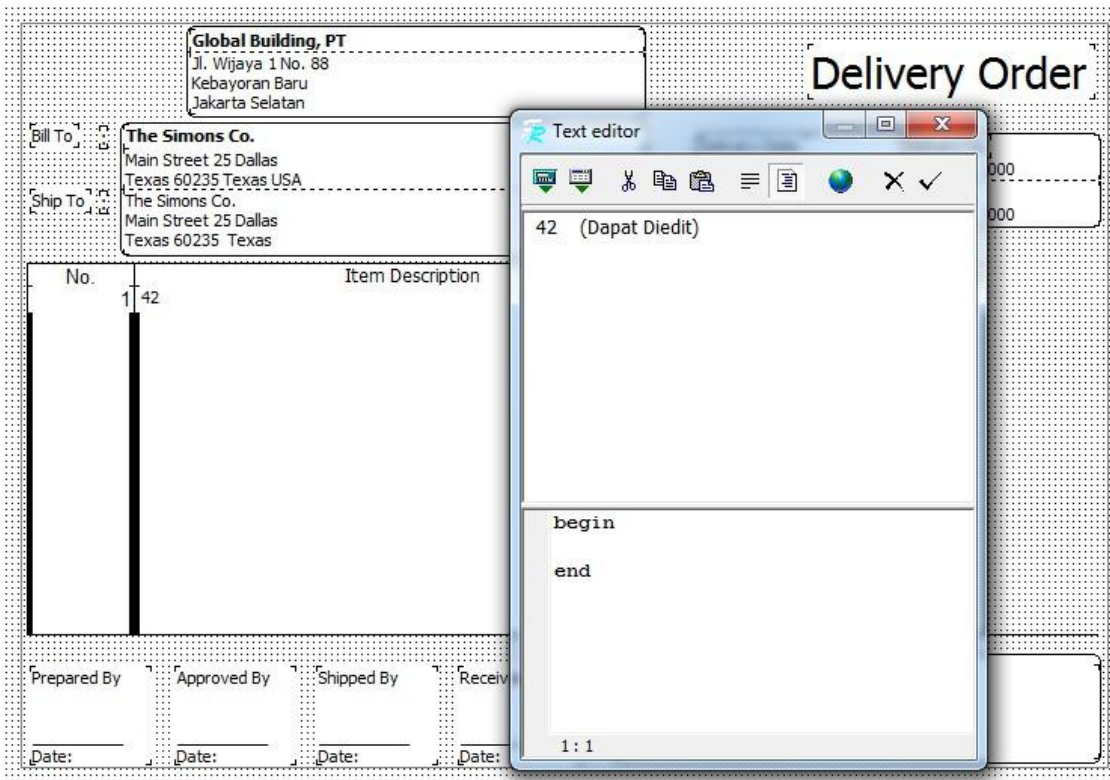 Global Building, PT
Jl. Wijaya 1 No. 88
Kebayoran Baru
Jakarta Selatan
Delivery Order
Bill To :
The Simons Co.
Main Street 25 Dallas
Texas 60235 Texas USA
Ship To :
The Simons Co.
Main Street 25 Dallas
Texas 60235 Texas
000
000
No.
Item Description
1
42
Text editor
42 (Dapat Diedit)
begin
end
1: 1
Prepared By
Approved By
Shipped By
Date:
Date:
Date:
Date: